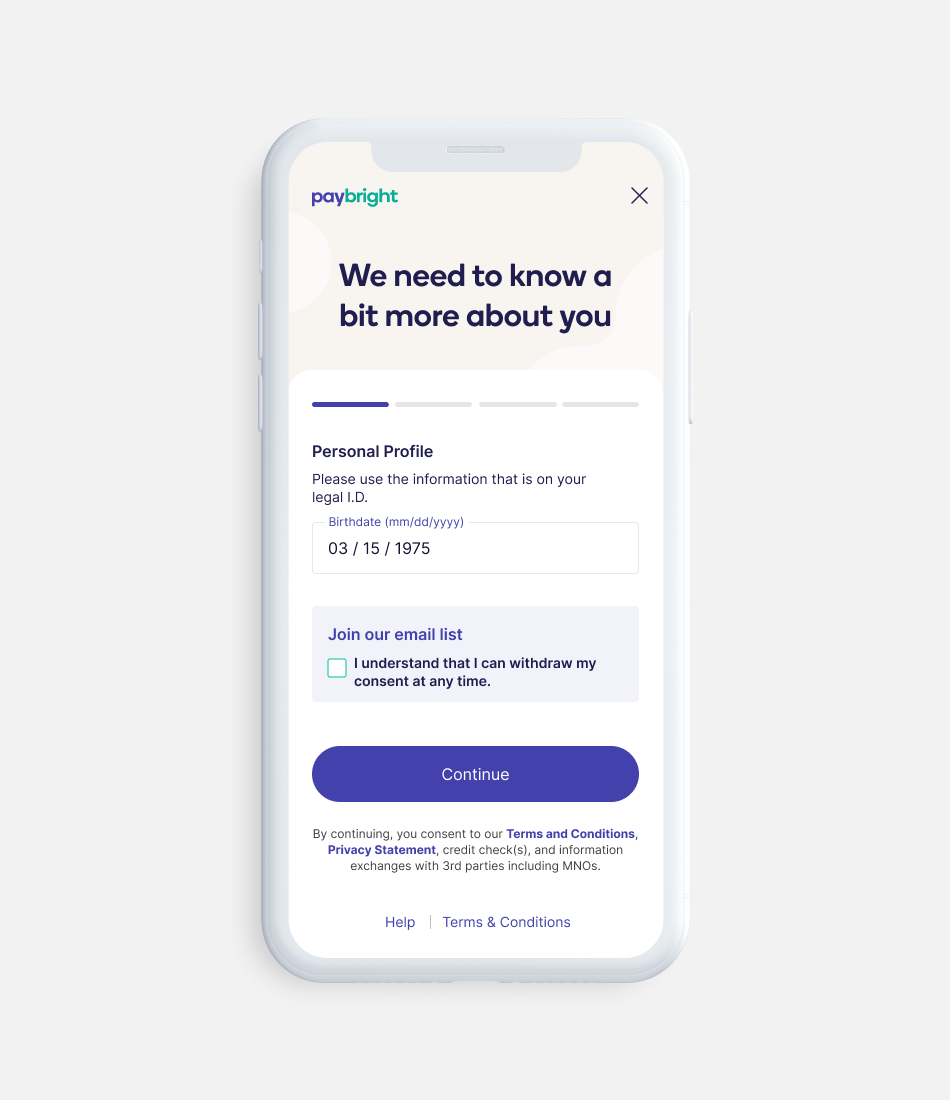 paybright
We need to know a
bit more about you
Personal Profile
Please use the information that is on your
legal I.D.
Birthdate (mm/dd/yyyy)
03 / 15 / 1975
Join our email list
I understand that I can withdraw my
consent at any time.
Continue
By continuing, you consent to our Terms and Conditions,
Privacy Statement, credit check(s), and information
exchanges with 3rd parties including MNOs.
Help | Terms & Conditions